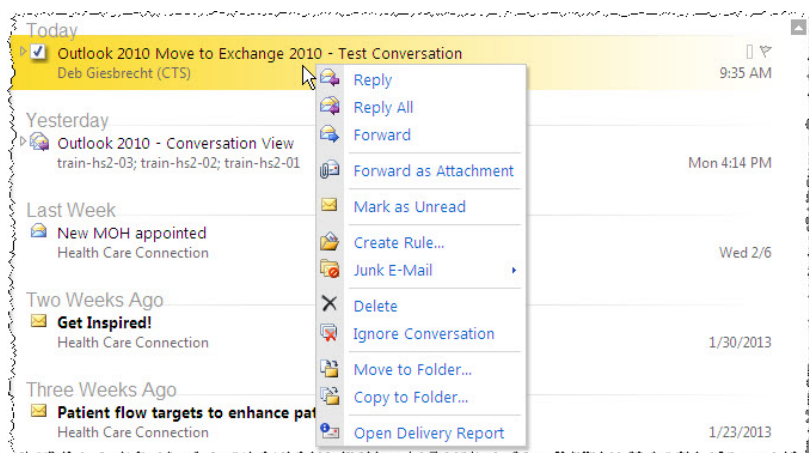 Today
Outlook 2010 Move to Exchange 2010 - Test Conversation
Deb Giesbrecht (CTS)
9:35 AM
Yesterday
Outlook 2010 - Conversation View
train-hs2-03; train-hs2-02; train-hs2-01
Mon 4:14 PM
Last Week
New MOH appointed
Health Care Connection
Wed 2/6
Two Weeks Ago
Get Inspired!
Health Care Connection
1/30/2013
Three Weeks Ago
Patient flow targets to enhance
Health Care Connection
1/23/2013
Reply
Reply All
Forward
Forward as Attachment
Mark as Unread
Create Rule...
Junk E-Mail
Delete
Ignore Conversation
Move to Folder...
Copy to Folder...
Open Delivery Report